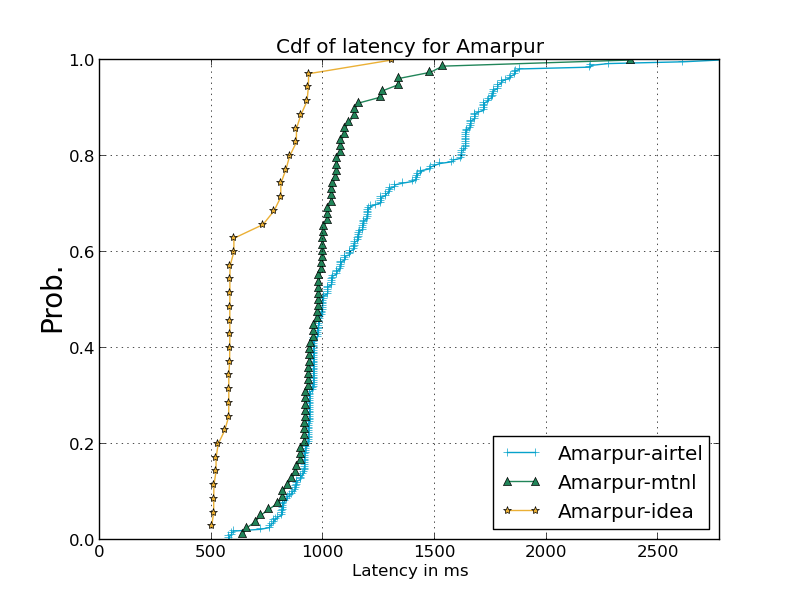 Cdf of latency for Amarpur
1.0
0.8
0.6
0.4
0.2
0.0
Prob.
0 500 1000 1500 2000 2500
Latency in ms
Amarpur-airtel
Amarpur-mtnl
Amarpur-idea